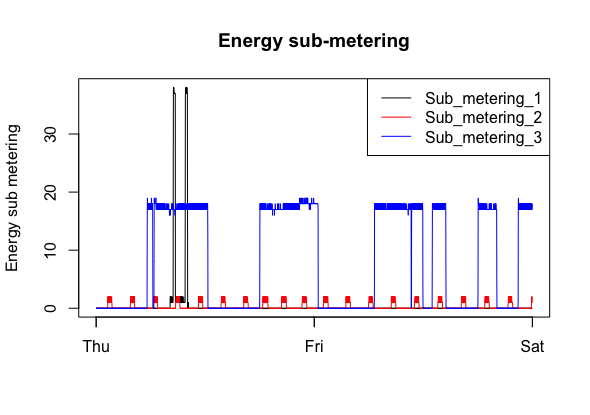 Energy sub-metering
Sub_metering_1
Sub_metering_2
Sub_metering_3
Energy sub metering
30
20
10
0
Thu Fri Sat